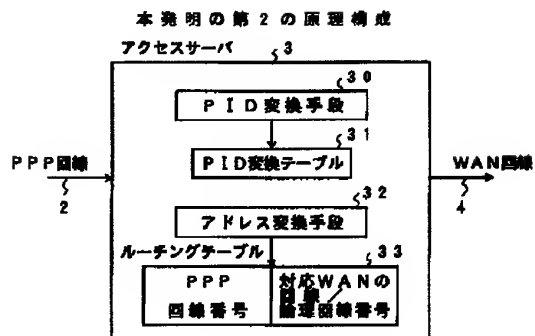 本発明の第2の原理構成
アクセスサーバ 3
30
PID変換手段
31
PID変換テーブル
PPP回線
2
WAN回線
4
32
アドレス変換手段
ルーチングテーブル 33
PPP
回線番号
対応WANの
回線
論理回線番号